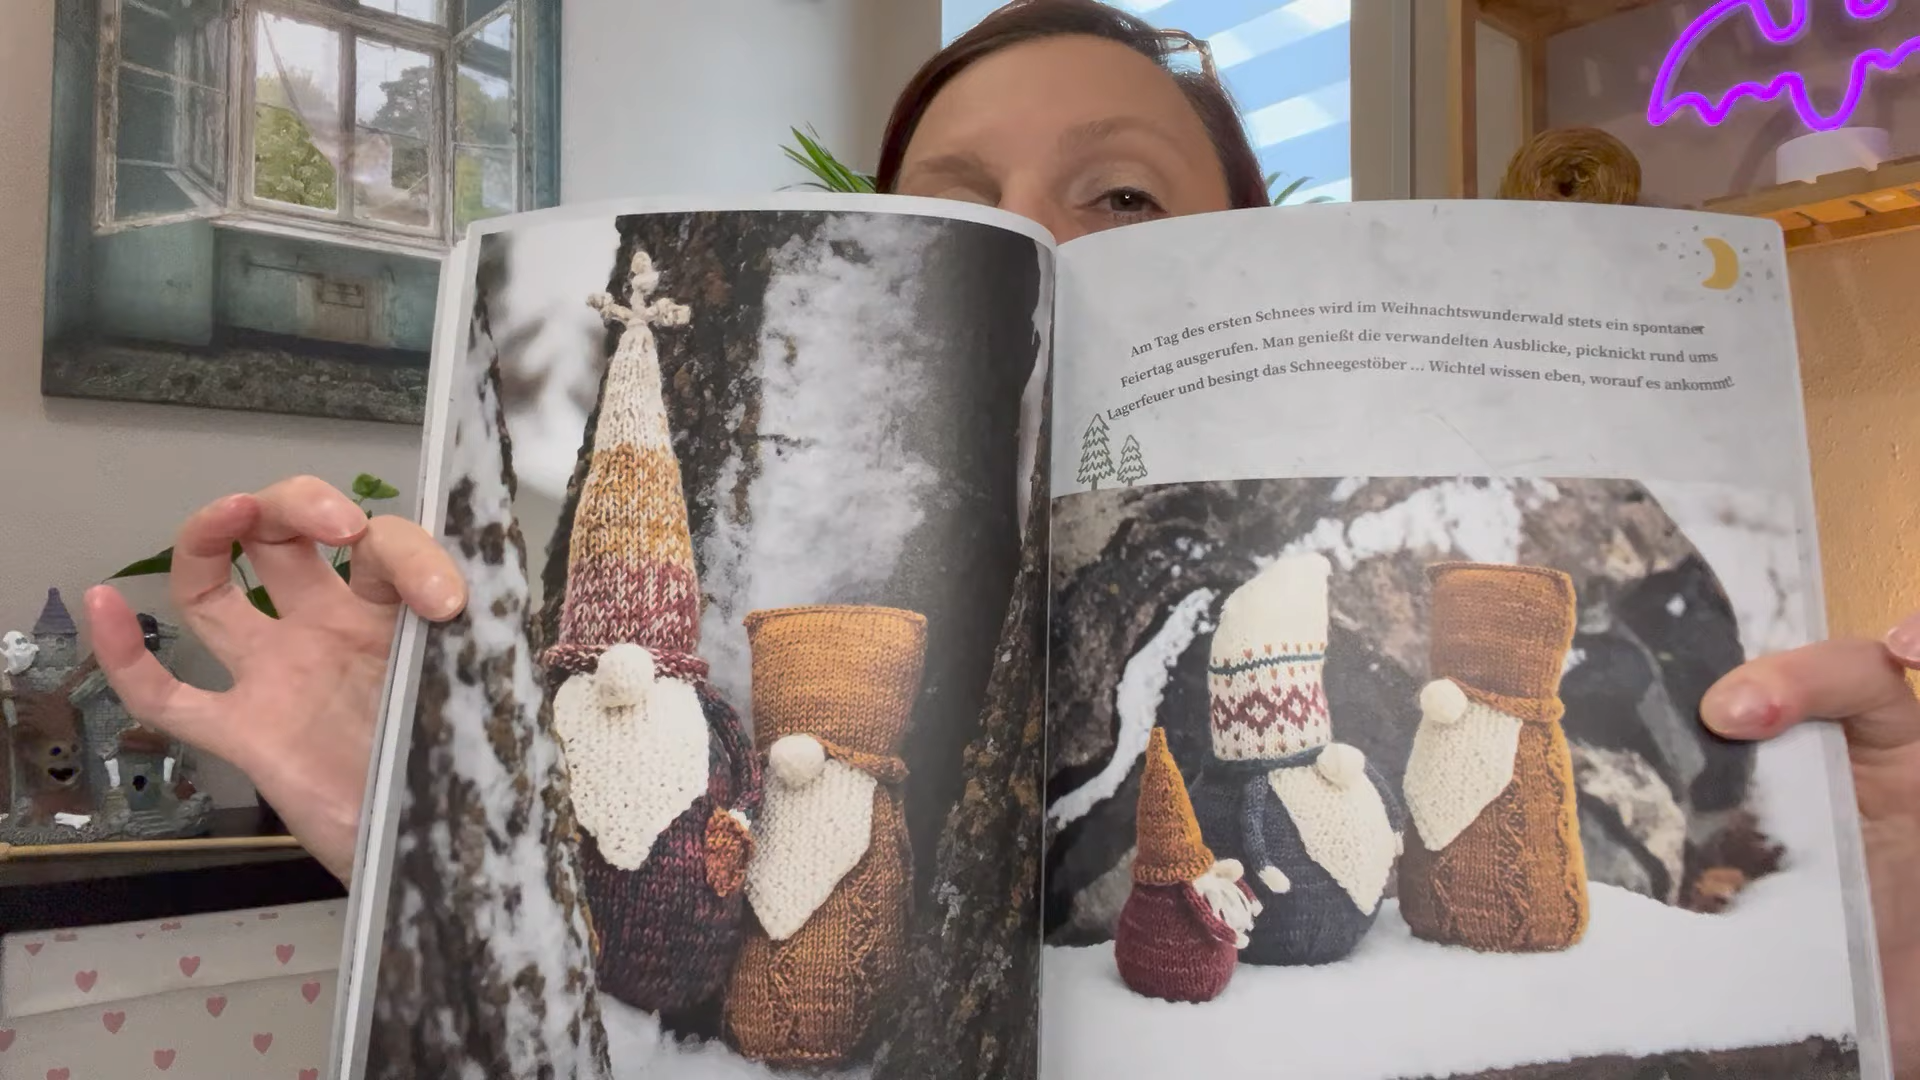 Am Tag des ersten Schnees wird im Weihnachtswunderwald stets ein spontaner
Feiertag ausgerufen. Man genießt die verwandelten Ausblicke, picknickt rund ums
Lagerfeuer und besingt das Schneegestöber ... Wichtel wissen eben, worauf es ankommt!